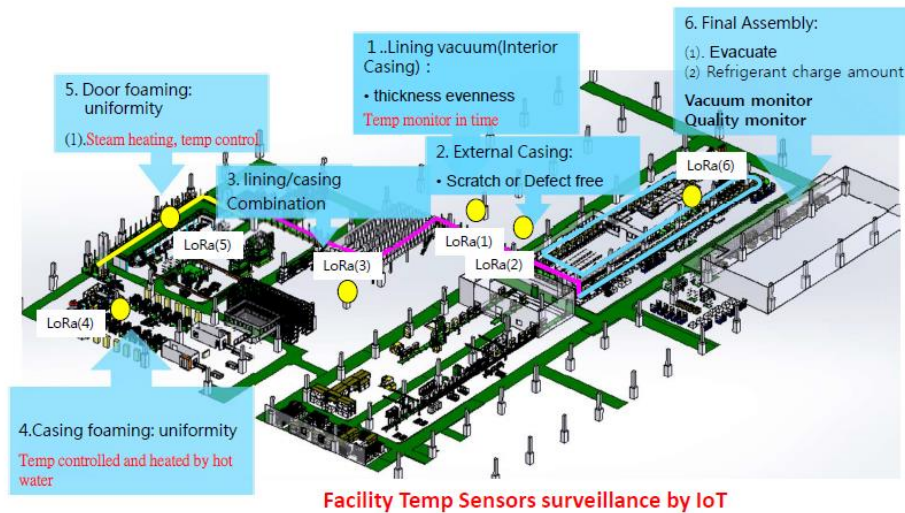 6. Final Assembly:
(1). Evacuate
(2) Refrigerant charge amount
Vacuum monitor
Quality monitor
1 ..Lining vacuum(Interior
Casing) :
• thickness evenness
Temp monitor in time
5. Door foaming:
uniformity
(1).Steam heating, temp control
2. External Casing:
• Scratch or Defect free
3. lining/casing
Combination
LoRa(6)
LoRa(5)
LoRa(1)
LoRa(3)
LoRa(2)
LoRa(4)
4.Casing foaming: uniformity
Temp controlled and heated by hot
water
Facility Temp Sensors surveillance by IoT